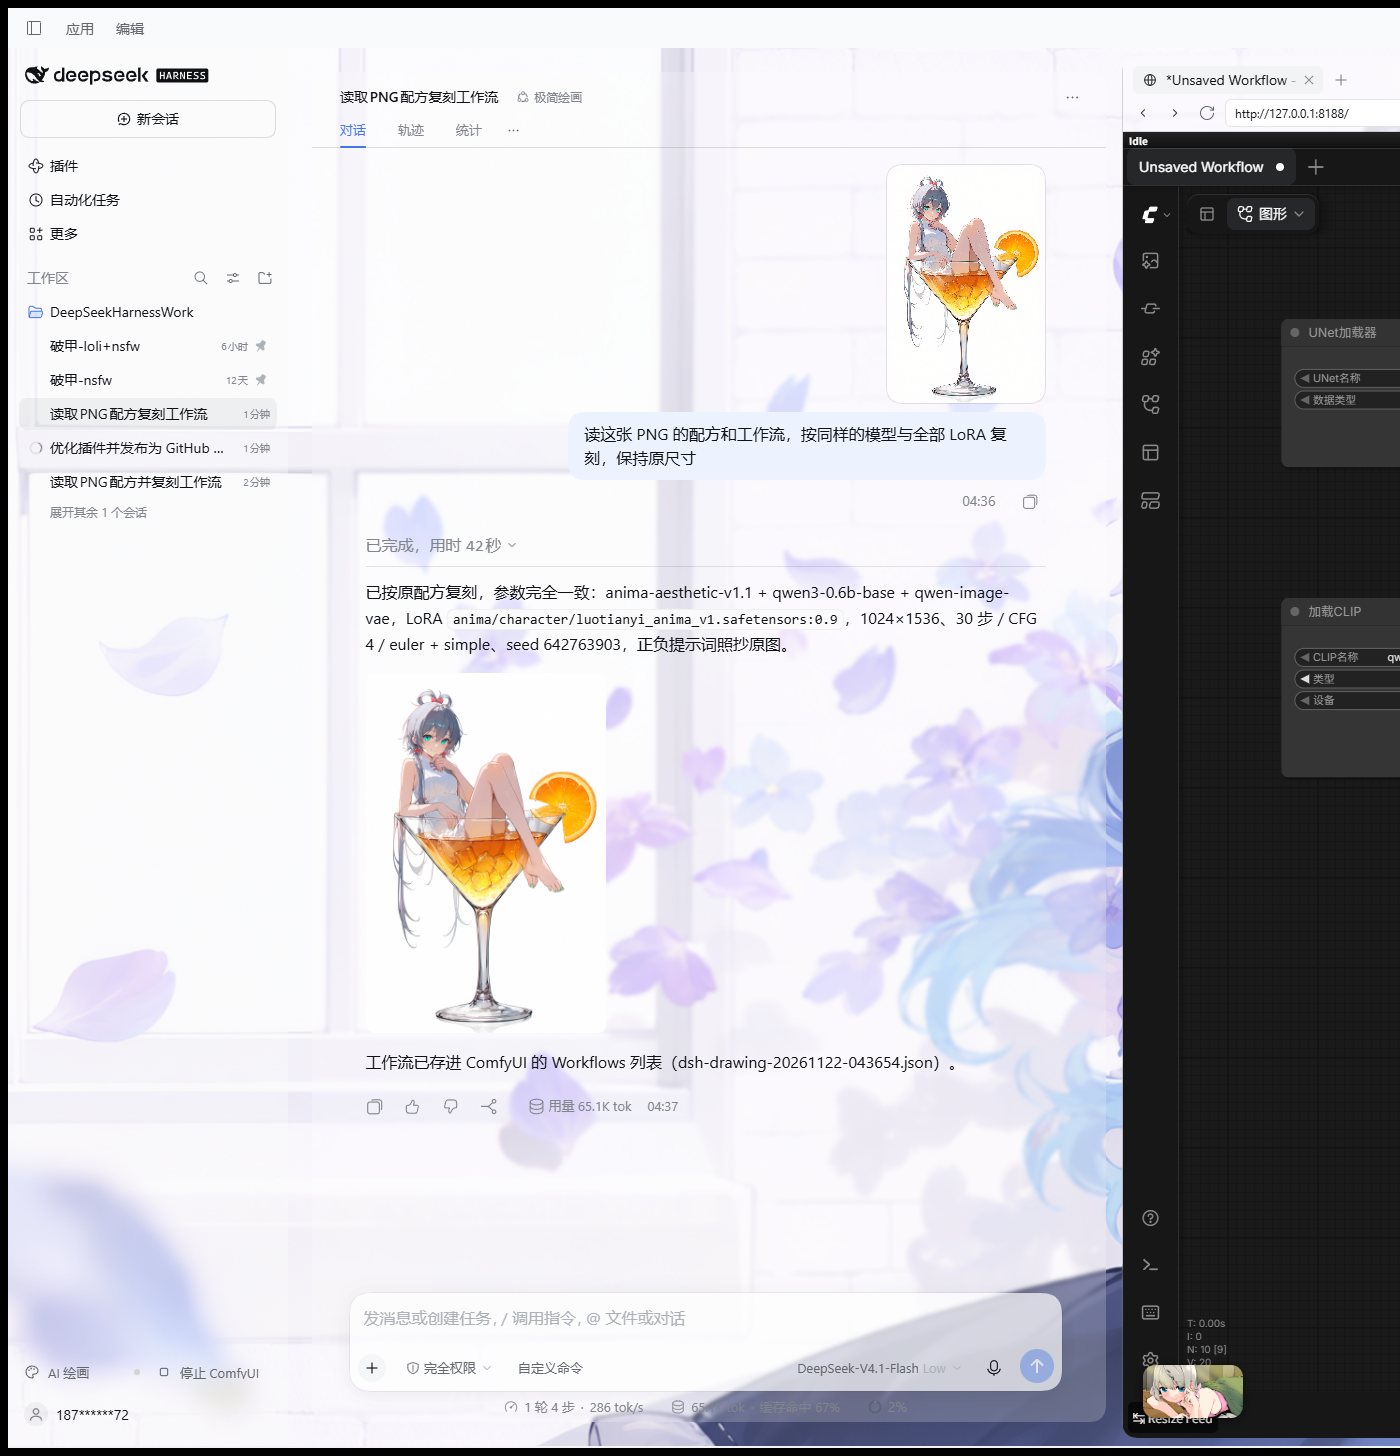 应用 编辑
deepseek HARNESS
新会话
插件
自动化任务
更多
工作区
DeepSeekHarnessWork
破甲-loli+nsfw 6小时
破甲-nsfw 12天
读取PNG配方复刻工作流 1分钟
优化插件并发布为 GitHub ... 1分钟
读取PNG配方并复刻工作流 2分钟
展开其余 1 个会话
AI 绘画 停止 ComfyUI
187******72
读取PNG配方复刻工作流 极简绘画 ...
对话 轨迹 统计 ...
读这张 PNG 的配方和工作流，按同样的模型与全部 LoRA 复
刻，保持原尺寸
04:36
已完成，用时 42秒
已按原配方复刻，参数完全一致：anima-aesthetic-v1.1 + qwen3-0.6b-base + qwen-image-
vae，LoRA anima/character/luotianyi_anima_v1.safetensors:0.9 ，1024×1536、30 步 / CFG
4 / euler + simple、seed 642763903，正负提示词照抄原图。
工作流已存进 ComfyUI 的 Workflows 列表（dsh-drawing-20261122-043654.json）。
用量 65.1K tok 04:37
发消息或创建任务, / 调用指令, @ 文件或对话
完全权限 自定义命令 DeepSeek-V4.1-Flash Low
1 轮 4 步 · 286 tok/s 65.1K tok · 缓存命中 67% 2%
*Unsaved Workflow -
http://127.0.0.1:8188/
Idle
Unsaved Workflow
图形
UNet加载器
UNet名称
数据类型
加载CLIP
CLIP名称 qw
类型
设备
T: 0.00s
I: 0
N: 10 [9]
V: 20
Resize Feed